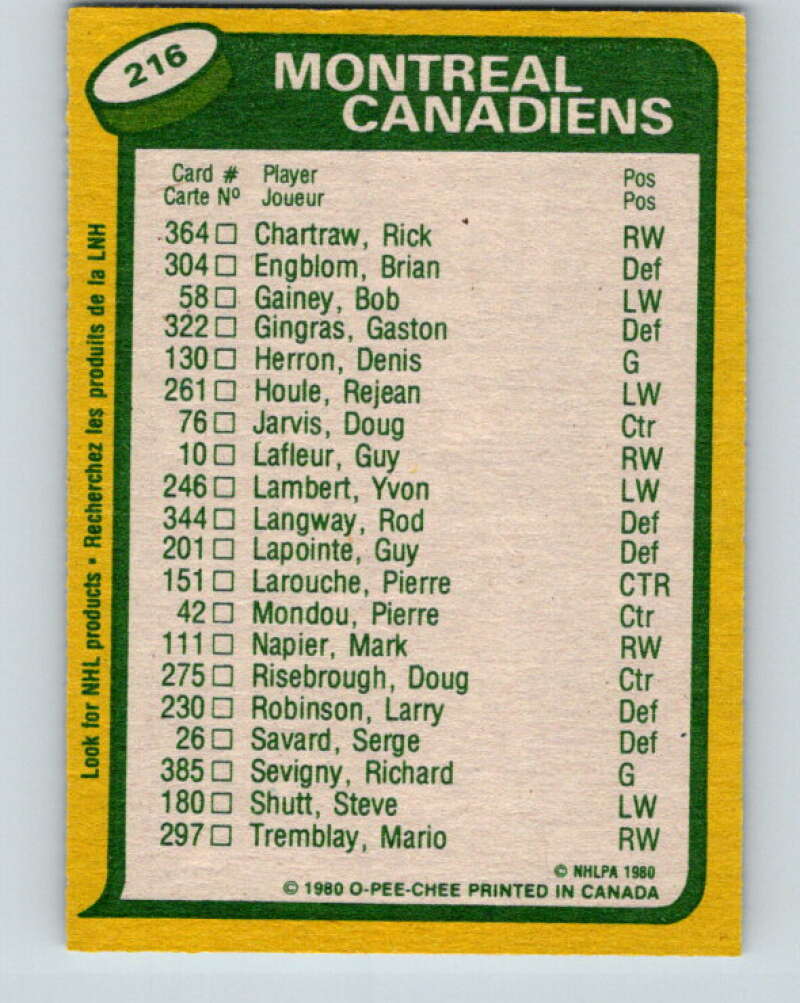 216
MONTREAL
CANADIENS
Card # Player Pos
Carte Nº Joueur Pos
364 □ Chartraw, Rick RW
304 □ Engblom, Brian Def
58 □ Gainey, Bob LW
322 □ Gingras, Gaston Def
130 □ Herron, Denis G
261 □ Houle, Rejean LW
76 □ Jarvis, Doug Ctr
10 □ Lafleur, Guy RW
246 □ Lambert, Yvon LW
344 □ Langway, Rod Def
201 □ Lapointe, Guy Def
151 □ Larouche, Pierre CTR
42 □ Mondou, Pierre Ctr
111 □ Napier, Mark RW
275 □ Risebrough, Doug Ctr
230 □ Robinson, Larry Def
26 □ Savard, Serge Def
385 □ Sevigny, Richard G
180 □ Shutt, Steve LW
297 □ Tremblay, Mario RW
© NHLPA 1980
© 1980 O-PEE-CHEE PRINTED IN CANADA
Look for NHL products • Recherchez les produits de la LNH